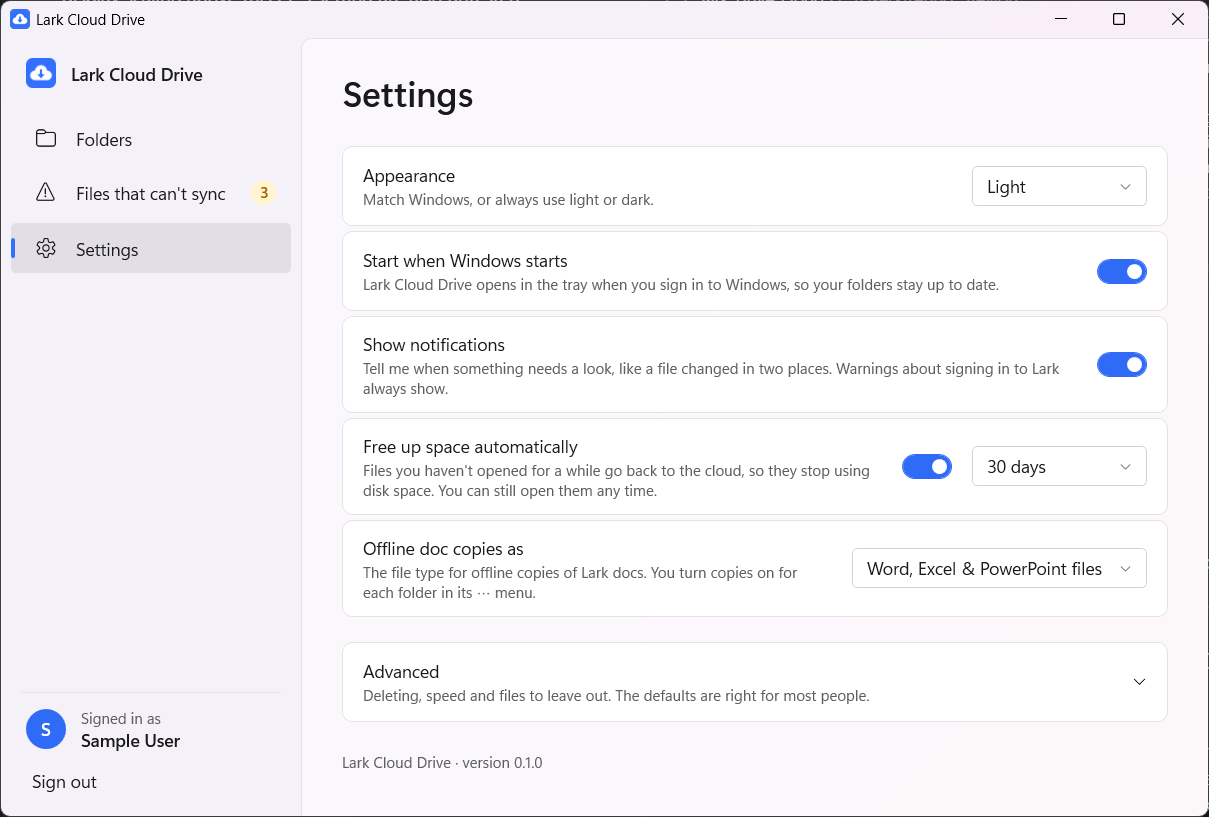 Lark Cloud Drive
Lark Cloud Drive
Folders
Files that can't sync 3
Settings
S
Signed in as
Sample User
Sign out
Settings
Appearance
Match Windows, or always use light or dark.
Light
Start when Windows starts
Lark Cloud Drive opens in the tray when you sign in to Windows, so your folders stay up to date.
Show notifications
Tell me when something needs a look, like a file changed in two places. Warnings about signing in to Lark
always show.
Free up space automatically
Files you haven't opened for a while go back to the cloud, so they stop using
disk space. You can still open them any time.
30 days
Offline doc copies as
The file type for offline copies of Lark docs. You turn copies on for
each folder in its ··· menu.
Word, Excel & PowerPoint files
Advanced
Deleting, speed and files to leave out. The defaults are right for most people.
Lark Cloud Drive · version 0.1.0